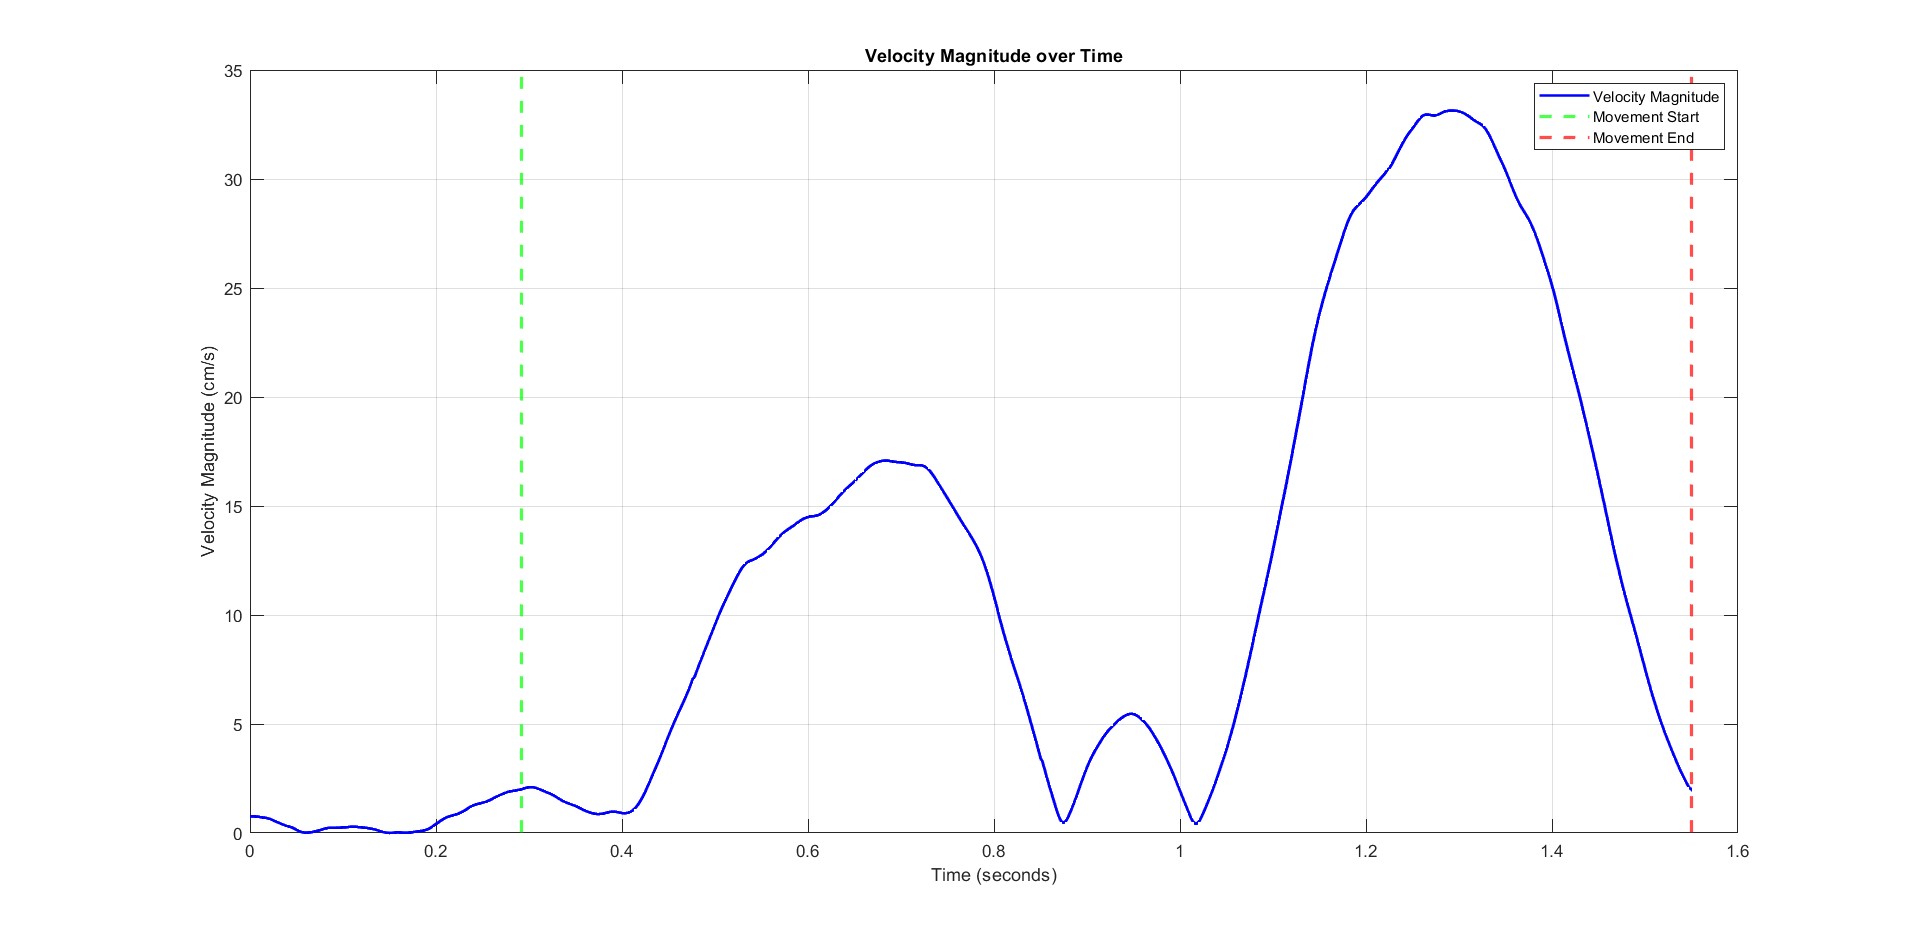 Velocity Magnitude over Time
35
30
25
20
15
10
5
0
Velocity Magnitude (cm/s)
Velocity Magnitude
Movement Start
Movement End
0 0.2 0.4 0.6 0.8 1 1.2 1.4 1.6
Time (seconds)